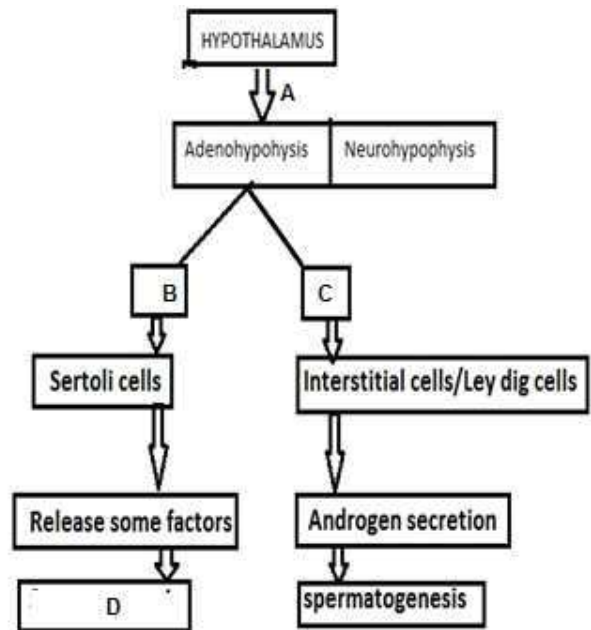 HYPOTHALAMUS
A
Adenohypohysis Neurohypophysis
B C
Sertoli cells Interstitial cells/Ley dig cells
Release some factors Androgen secretion
D spermatogenesis